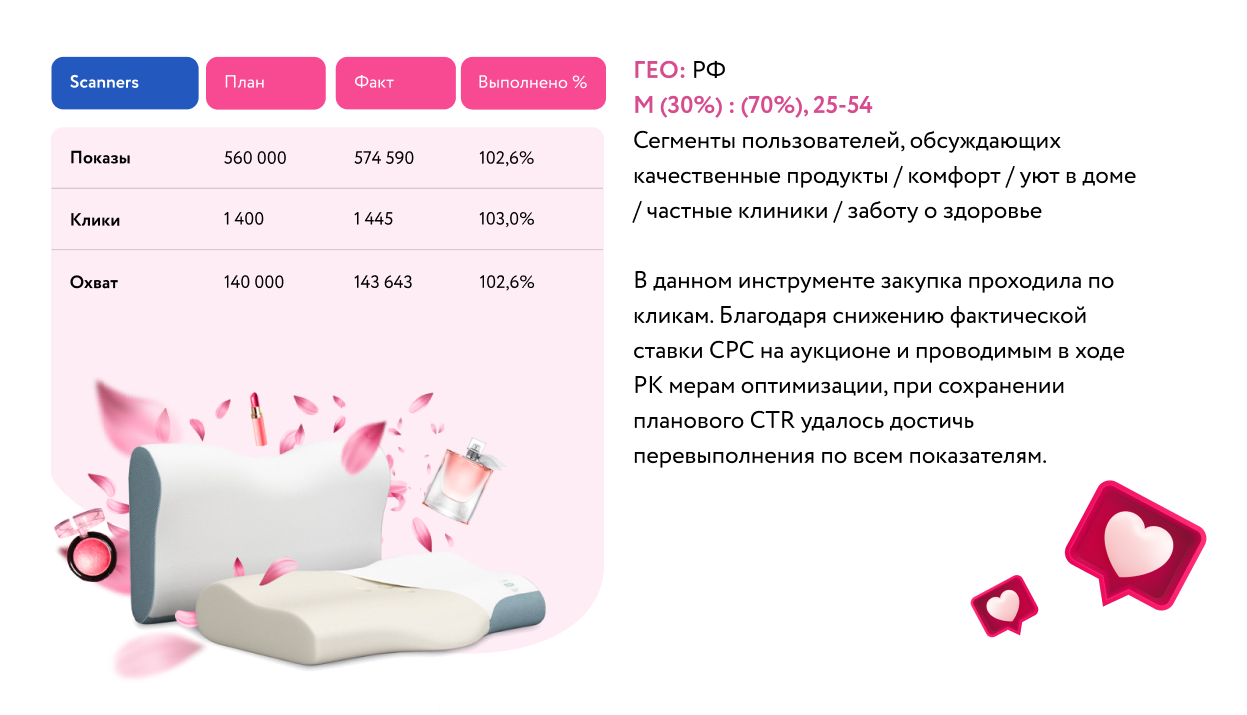 Scanners План Факт Выполнено %
Показы 560 000 574 590 102,6%
Клики 1 400 1 445 103,0%
Охват 140 000 143 643 102,6%
ГЕО: РФ
М (30%) : (70%), 25-54
Сегменты пользователей, обсуждающих
качественные продукты / комфорт / уют в доме
/ частные клиники / заботу о здоровье
В данном инструменте закупка проходила по
кликам. Благодаря снижению фактической
ставки CPC на аукционе и проводимым в ходе
РК мерам оптимизации, при сохранении
планового CTR удалось достичь
перевыполнения по всем показателям.